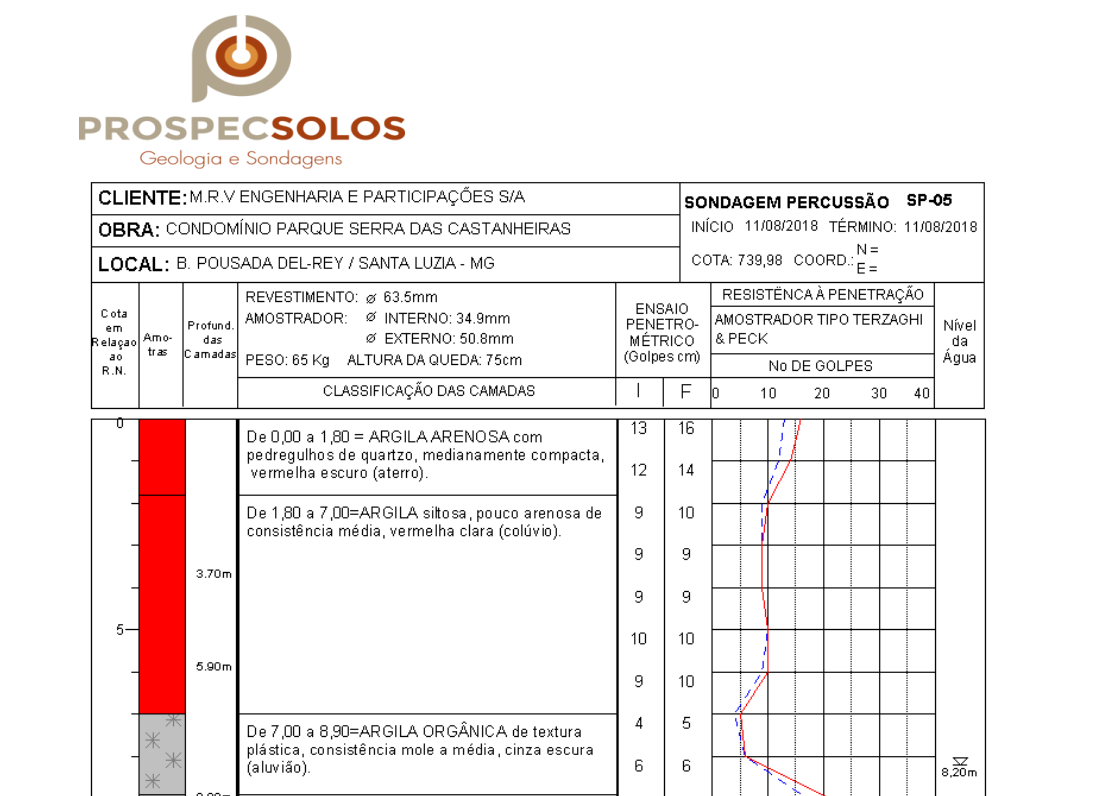 PROSPECSOLOS
Geologia e Sondagens
CLIENTE: M.R.V ENGENHARIA E PARTICIPAÇÕES S/A
OBRA: CONDOMÍNIO PARQUE SERRA DAS CASTANHEIRAS
LOCAL: B. POUSADA DEL-REY / SANTA LUZIA - MG
SONDAGEM PERCUSSÃO SP-05
INÍCIO 11/08/2018 TÉRMINO: 11/08/2018
COTA: 739,98 COORD.: N =
E =
Cota
em
Relaçao
ao
R.N.
Amo-
tras
Profund.
das
Camadas
REVESTIMENTO: ø 63.5mm
AMOSTRADOR: ø INTERNO: 34.9mm
ø EXTERNO: 50.8mm
PESO: 65 Kg ALTURA DA QUEDA: 75cm
CLASSIFICAÇÃO DAS CAMADAS
ENSAIO
PENETRO-
MÉTRICO
(Golpes cm)
I F
RESISTÊNCA À PENETRAÇÃO
AMOSTRADOR TIPO TERZAGHI
& PECK
No DE GOLPES
0 10 20 30 40
Nível
da
Água
0
5
3.70m
5.90m
De 0,00 a 1,80 = ARGILA ARENOSA com
pedregulhos de quartzo, medianamente compacta,
vermelha escuro (aterro).
De 1,80 a 7,00=ARGILA siltosa, pouco arenosa de
consistência média, vermelha clara (colúvio).
De 7,00 a 8,90=ARGILA ORGÂNICA de textura
plástica, consistência mole a média, cinza escura
(aluvião).
13 16
12 14
9 10
9 9
9 9
10 10
9 10
4 5
6 6
8,20m